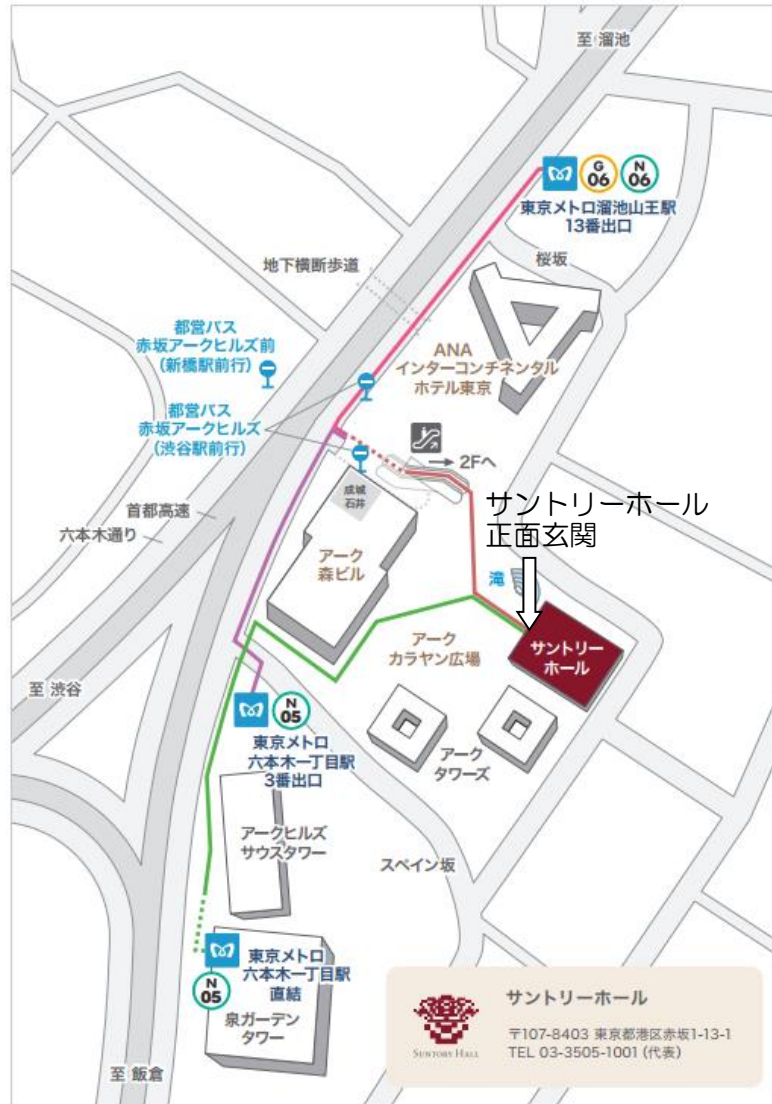 至 溜池
G
06
N
06
東京メトロ溜池山王駅
13番出口
桜坂
地下横断歩道
都営バス
赤坂アークヒルズ前
(新橋駅前行)
ANA
インターコンチネンタル
ホテル東京
都営バス
赤坂アークヒルズ
(渋谷駅前行)
→ 2Fへ
成城
石井
サントリーホール
正面玄関
首都高速
六本木通り
アーク
森ビル
滝
サントリー
ホール
アーク
カラヤン広場
至 渋谷
N
05
東京メトロ
六本木一丁目駅
3番出口
アーク
タワーズ
アークヒルズ
サウスタワー
スペイン坂
東京メトロ
六本木一丁目駅
直結
N
05
泉ガーデン
タワー
至 飯倉
SUNTORY HALL
サントリーホール
〒107-8403 東京都港区赤坂1-13-1
TEL 03-3505-1001 (代表)